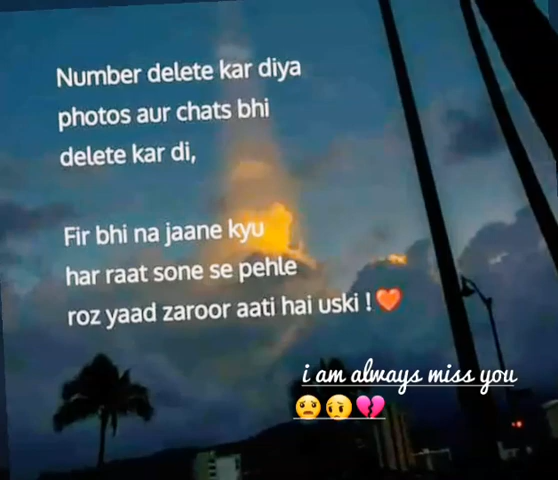 Number delete kar diya
photos aur chats bhi
delete kar di,
Fir bhi na jaane kyu
har raat sone se pehle
roz yaad zaroor aati hai uski ! ❤️
i am always miss you
😦😔💔